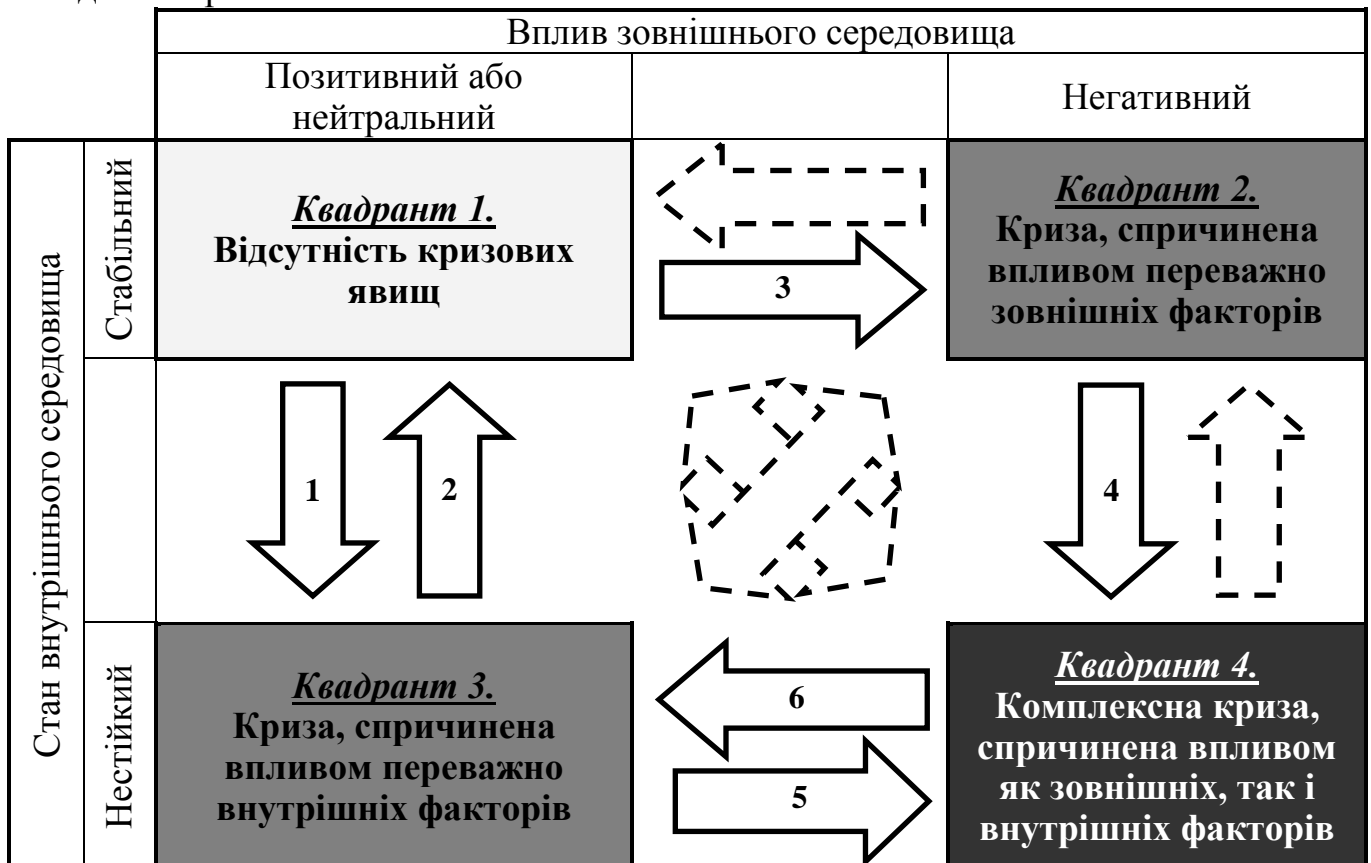 Вплив зовнішнього середовища
Позитивний або
нейтральний
Негативний
Стан внутрішнього середовища
Стабільний
Квадрант 1.
Відсутність кризових
явищ
3
Квадрант 2.
Криза, спричинена
впливом переважно
зовнішніх факторів
1
2
4
Нестійкий
Квадрант 3.
Криза, спричинена
впливом переважно
внутрішніх факторів
6
5
Квадрант 4.
Комплексна криза,
спричинена впливом
як зовнішніх, так і
внутрішніх факторів